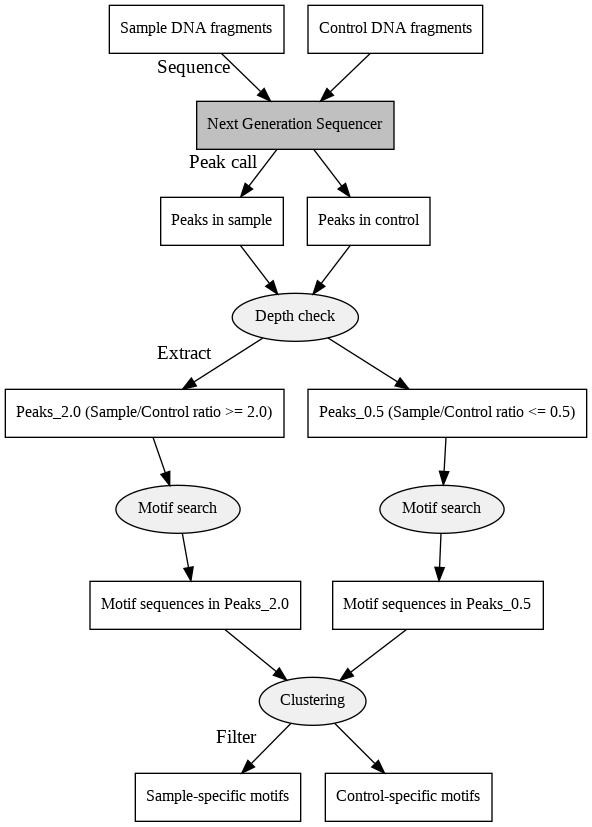 Sample DNA fragments
Control DNA fragments
Sequence
Next Generation Sequencer
Peak call
Peaks in sample
Peaks in control
Depth check
Extract
Peaks_2.0 (Sample/Control ratio >= 2.0)
Peaks_0.5 (Sample/Control ratio <= 0.5)
Motif search
Motif search
Motif sequences in Peaks_2.0
Motif sequences in Peaks_0.5
Clustering
Filter
Sample-specific motifs
Control-specific motifs